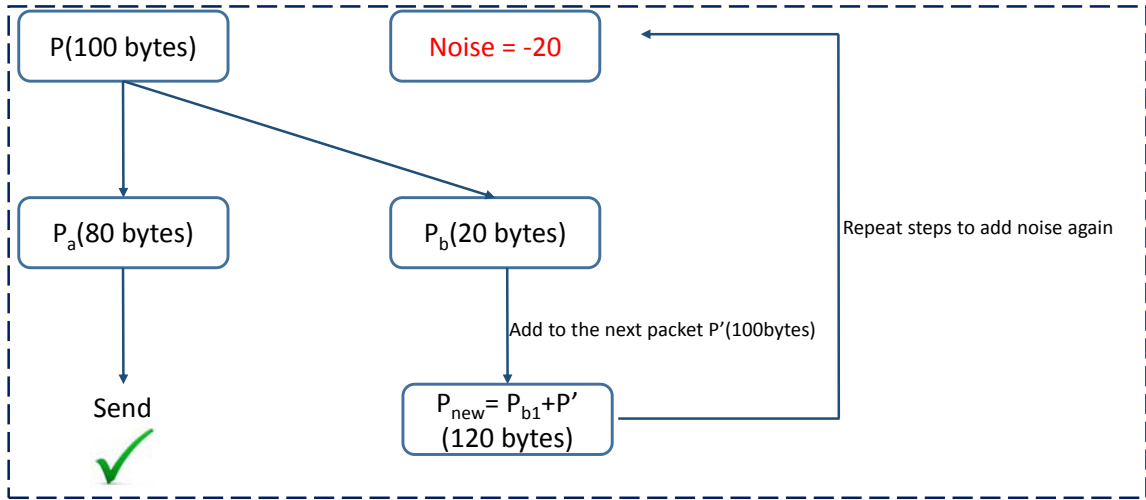 P(100 bytes)
Noise = -20
Pa(80 bytes)
Pb(20 bytes)
Repeat steps to add noise again
Add to the next packet P’(100bytes)
Send
Pnew= Pb1+P’
(120 bytes)